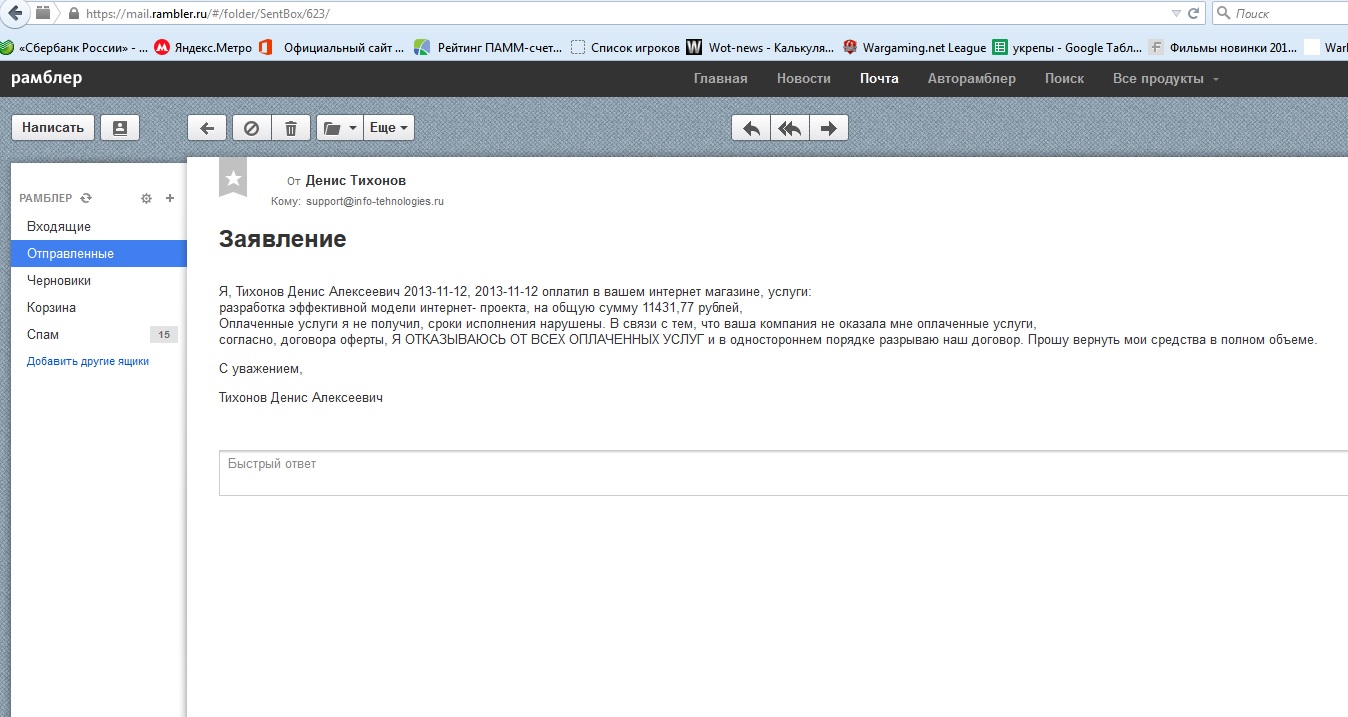 https://mail.rambler.ru/#/folder/SentBox/623/
Поиск
«Сбербанк России» - ...
Яндекс.Метро
Официальный сайт ...
Рейтинг ПАММ-счет...
Список игроков
W Wot-news - Калькуля...
Wargaming.net League
укрепы - Google Табл...
F Фильмы новинки 201...
рамблер
Главная Новости Почта Авторамблер Поиск Все продукты
Написать
Еще
РАМБЛЕР
Входящие
Отправленные
Черновики
Корзина
Спам 15
Добавить другие ящики
От Денис Тихонов
Кому: support@info-tehnologies.ru
Заявление
Я, Тихонов Денис Алексеевич 2013-11-12, 2013-11-12 оплатил в вашем интернет магазине, услуги:
разработка эффективной модели интернет- проекта, на общую сумму 11431,77 рублей,
Оплаченные услуги я не получил, сроки исполнения нарушены. В связи с тем, что ваша компания не оказала мне оплаченные услуги,
согласно, договора оферты, Я ОТКАЗЫВАЮСЬ ОТ ВСЕХ ОПЛАЧЕННЫХ УСЛУГ и в одностороннем порядке разрываю наш договор. Прошу вернуть мои средства в полном объеме.
С уважением,
Тихонов Денис Алексеевич
Быстрый ответ